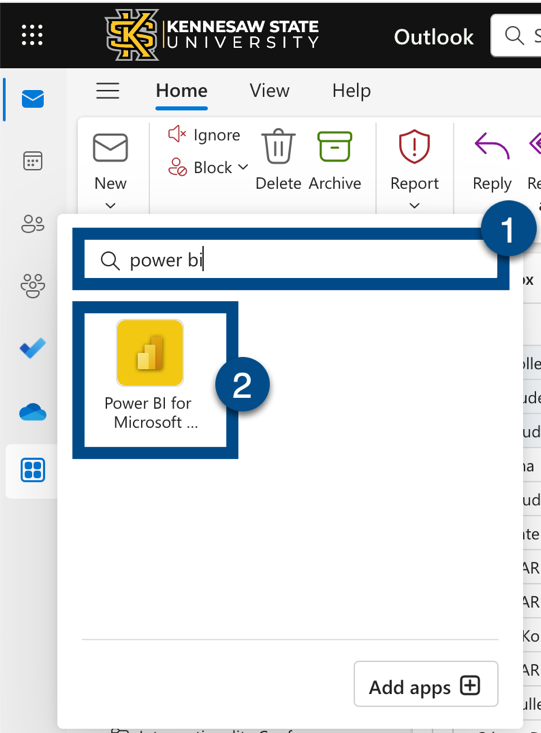 KENNESAW STATE
UNIVERSITY
Outlook
Home View Help
New
Ignore
Block
Delete Archive
Report
Reply
1
power bi
2
Power BI for
Microsoft ...
Add apps